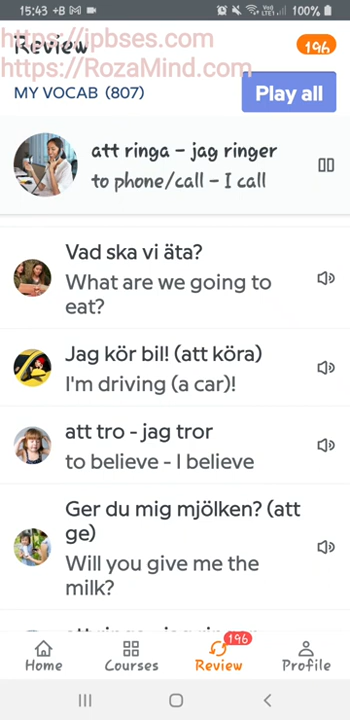 15:43 +B M
100%
https://jpbses.com
Review
196
https://RozaMind.com
MY VOCAB (807)
Play all
att ringa – jag ringer
to phone/call – I call
Vad ska vi äta?
What are we going to
eat?
Jag kör bil! (att köra)
I'm driving (a car)!
att tro - jag tror
to believe - I believe
Ger du mig mjölken? (att
ge)
Will you give me the
milk?
196
Home
Courses
Review
Profile